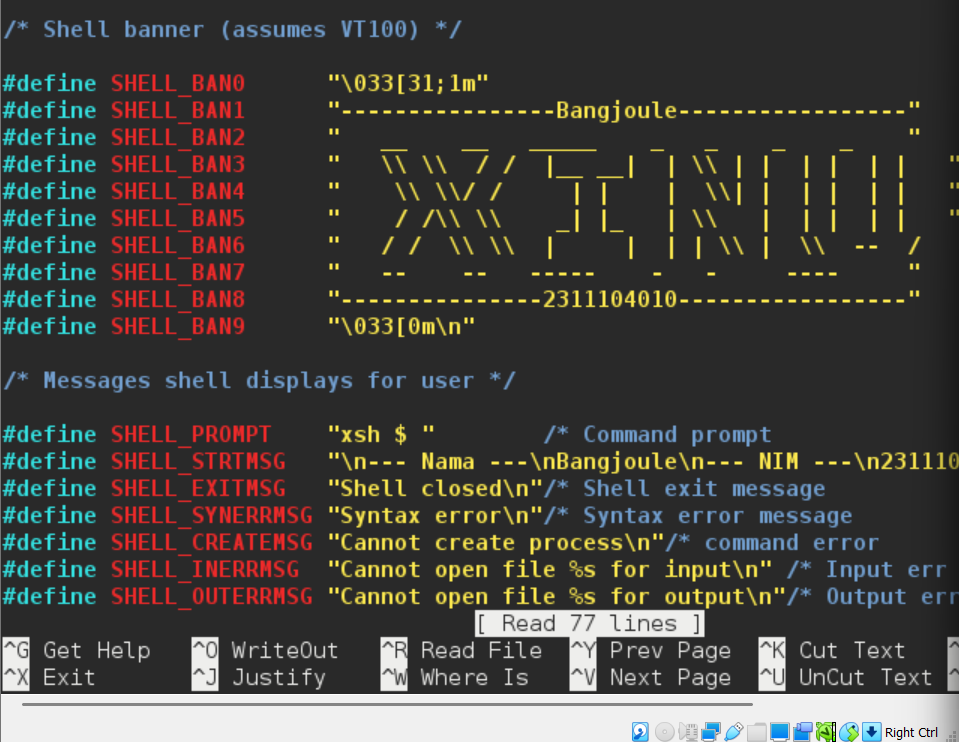 /* Shell banner (assumes VT100) */
#define SHELL_BAN0      "\033[31;1m"
#define SHELL_BAN1      "----------------Bangjoule-----------------"
#define SHELL_BAN2      "   __    __   _____    _   _    _    _    "
#define SHELL_BAN3      "   \\ \\  / /  |__ __|  | | \\ | |  | |  | |   "
#define SHELL_BAN4      "    \\ \\/ /     | |    |  \\| |  | |  | |   "
#define SHELL_BAN5      "    / /\\ \\    _| |_   | \\   |  | |  | |   "
#define SHELL_BAN6      "   / /  \\ \\  |     |  | | \\ |  \\  --  /
#define SHELL_BAN7      "   --    --   -----    -   -     ----     "
#define SHELL_BAN8      "---------------2311104010-----------------"
#define SHELL_BAN9      "\033[0m\n"
/* Messages shell displays for user */
#define SHELL_PROMPT    "xsh $ "        /* Command prompt
#define SHELL_STRTMSG   "\n--- Nama ---\nBangjoule\n--- NIM ---\n23110
#define SHELL_EXITMSG   "Shell closed\n"/* Shell exit message
#define SHELL_SYNERRMSG "Syntax error\n"/* Syntax error message
#define SHELL_CREATEMSG "Cannot create process\n"/* command error
#define SHELL_INERRMSG  "Cannot open file %s for input\n" /* Input err
#define SHELL_OUTERRMSG "Cannot open file %s for output\n"/* Output err
[ Read 77 lines ]
^G Get Help   ^O WriteOut   ^R Read File  ^Y Prev Page  ^K Cut Text   ^
^X Exit       ^J Justify    ^W Where Is   ^V Next Page  ^U UnCut Text ^
Right Ctrl